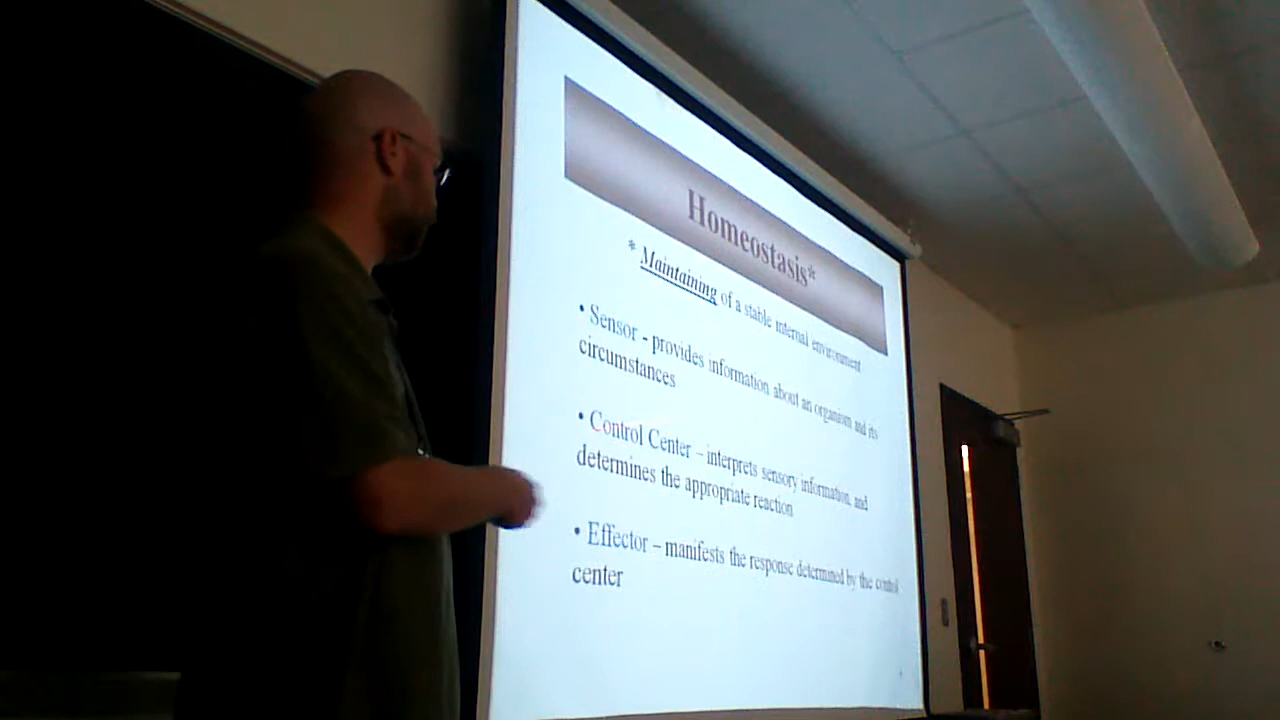 Homeostasis*
* Maintaining of a stable internal environment
• Sensor - provides information about an organism and its
circumstances
• Control Center – interprets sensory information, and
determines the appropriate reaction
• Effector – manifests the response determined by the control
center